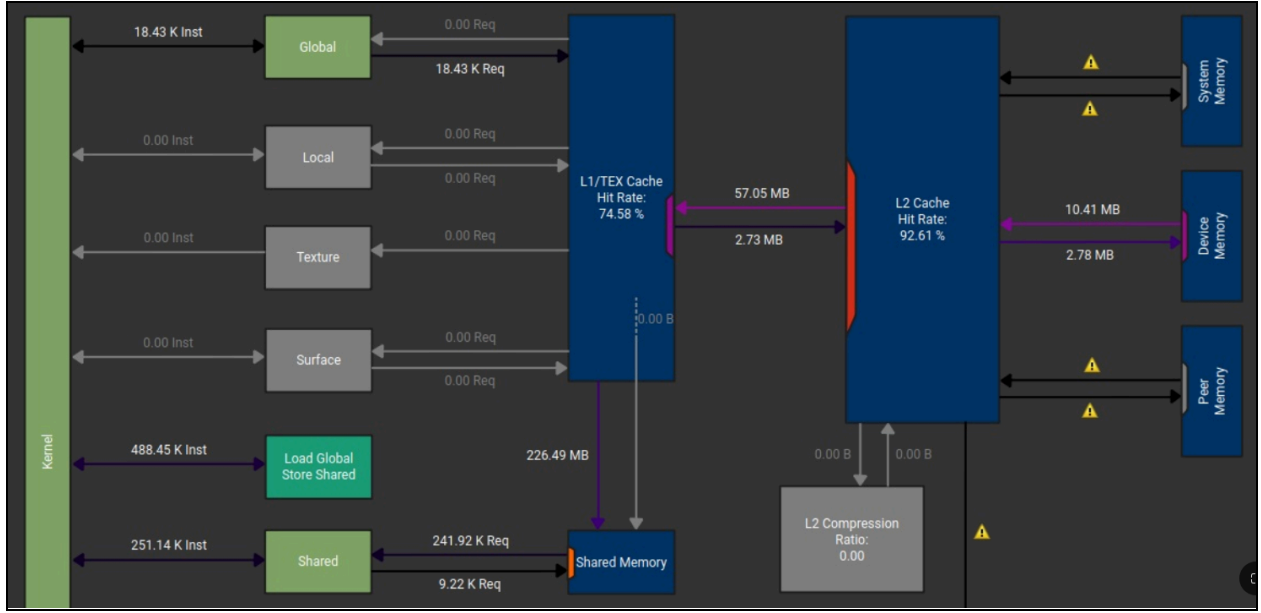 18.43 K Inst
Global
0.00 Req
18.43 K Req
0.00 Inst
Local
0.00 Req
0.00 Req
0.00 Inst
Texture
0.00 Req
0.00 Inst
Surface
0.00 Req
0.00 Req
Kernel
488.45 K Inst
Load Global
Store Shared
251.14 K Inst
Shared
241.92 K Req
9.22 K Req
L1/TEX Cache
Hit Rate:
74.58 %
0.00 B
226.49 MB
Shared Memory
57.05 MB
2.73 MB
L2 Cache
Hit Rate:
92.61 %
0.00 B
0.00 B
L2 Compression
Ratio:
0.00
System
Memory
10.41 MB
2.78 MB
Device
Memory
Peer
Memory